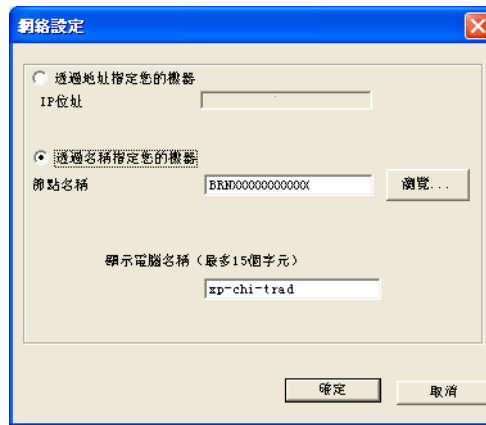 網絡設定
透過地址指定您的機器
IP位址
透過名稱指定您的機器
節點名稱
BRNXXXXXXXXXXXX
瀏覽...
顯示電腦名稱（最多15個字元）
xp-chi-trad
確定
取消